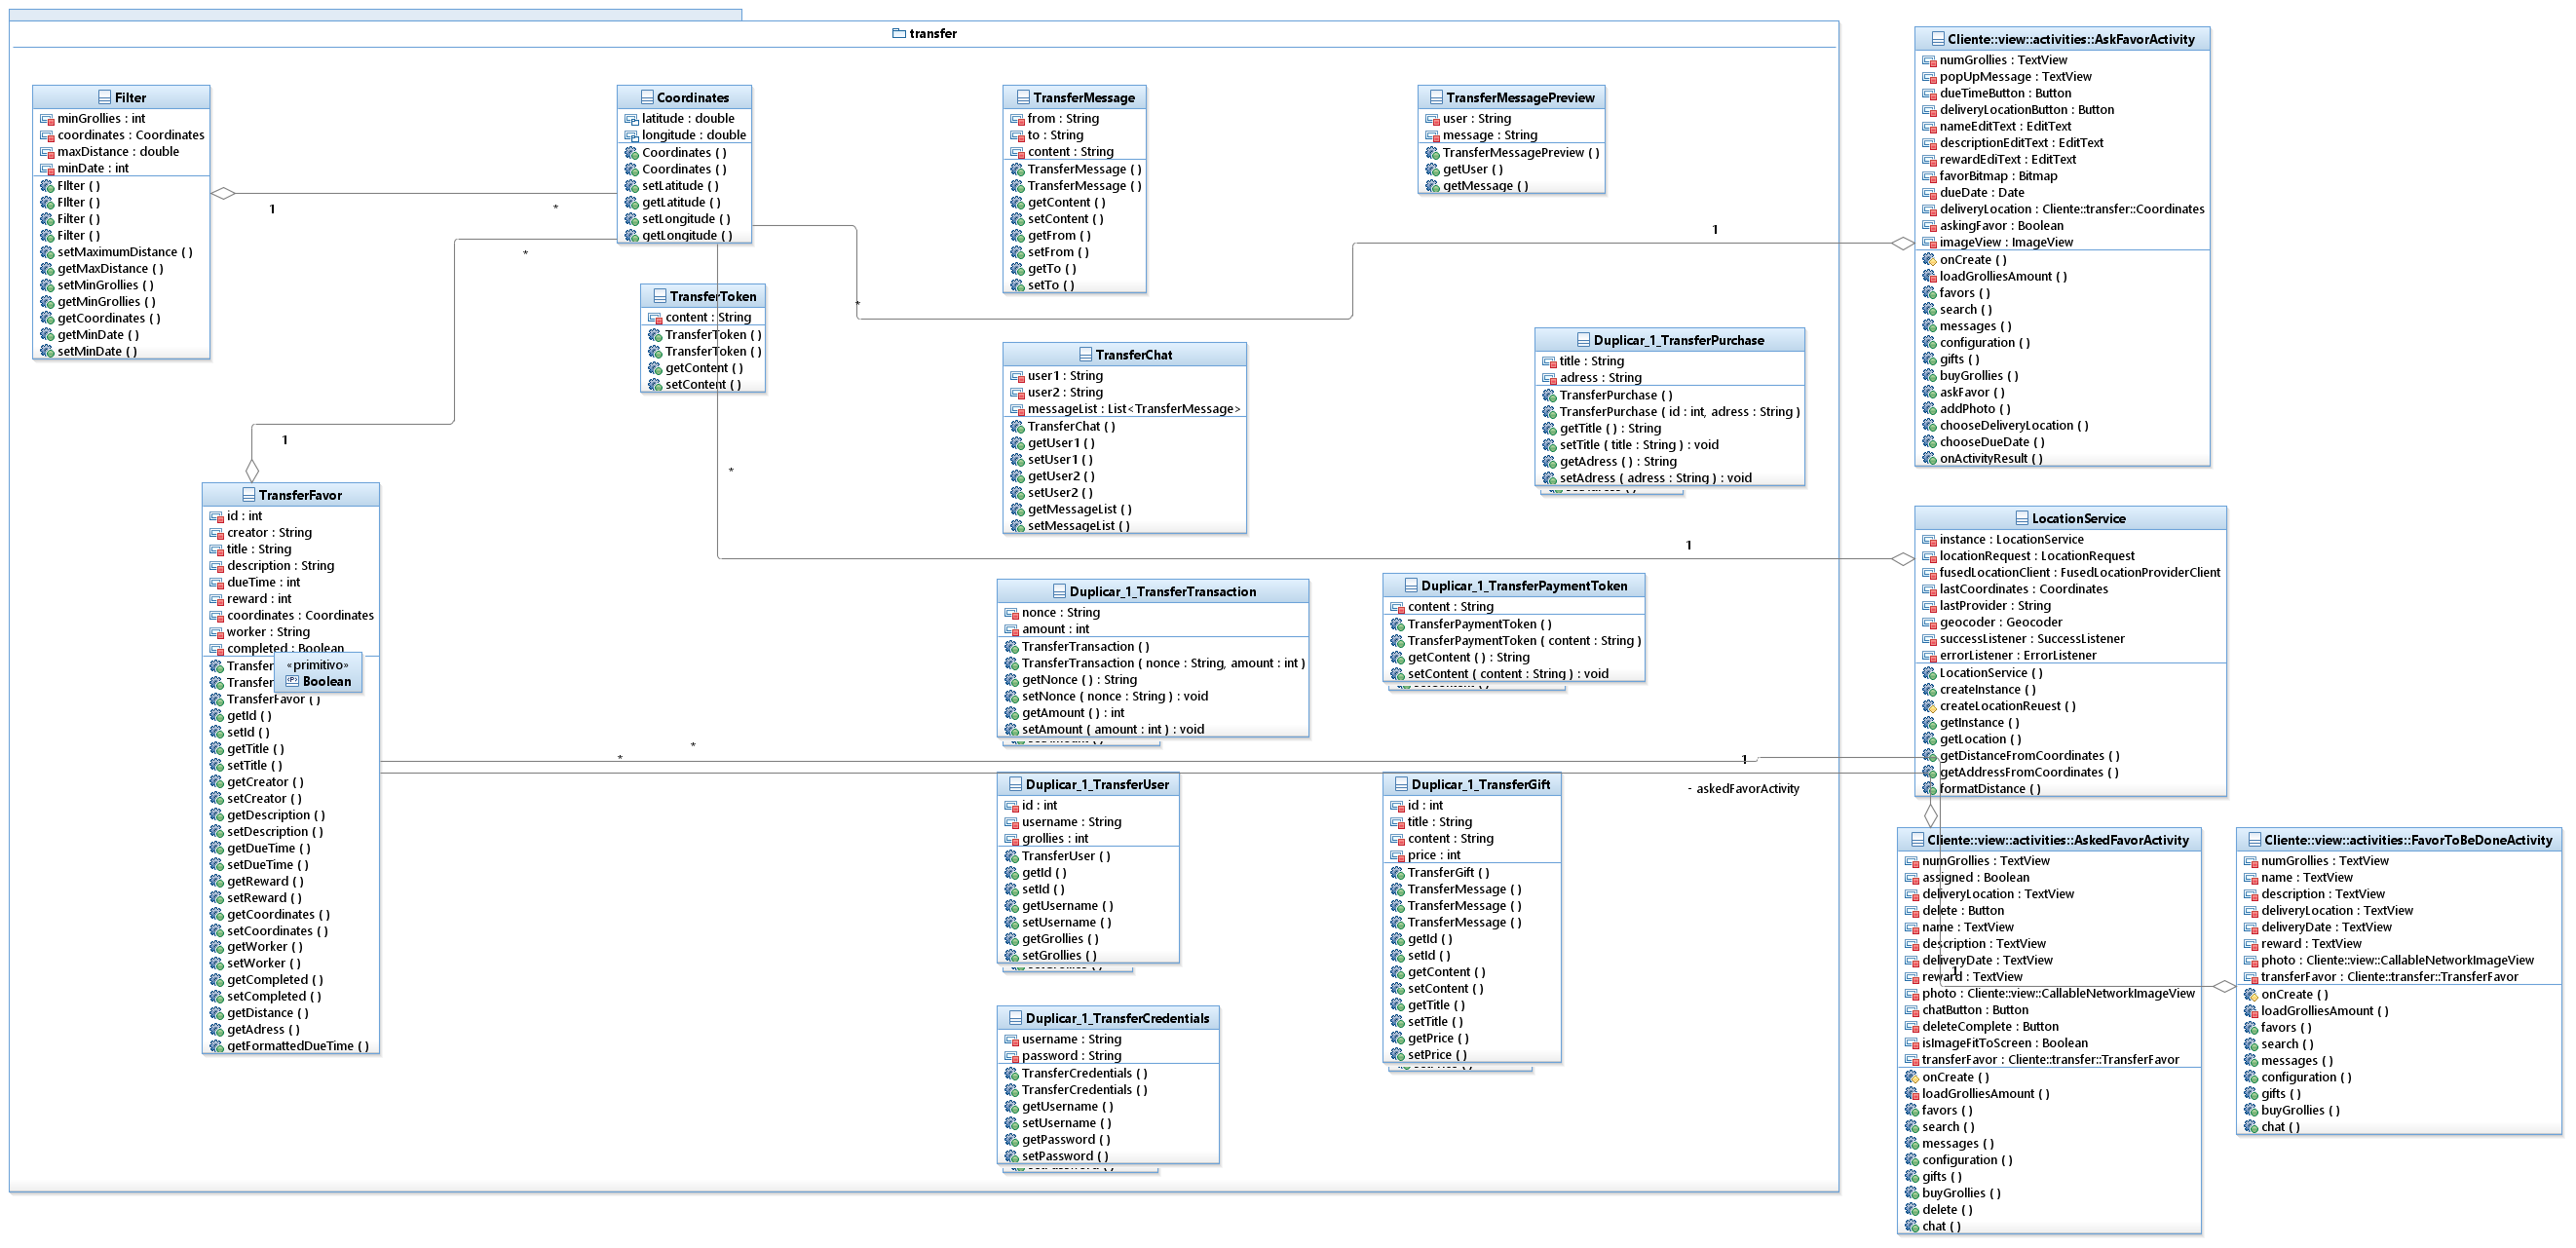 transfer
Filter
minGrollies : int
coordinates : Coordinates
maxDistance : double
minDate : int
FIlter ( )
FIlter ( )
Filter ( )
Filter ( )
setMaximumDistance ( )
getMaxDistance ( )
setMinGrollies ( )
getMinGrollies ( )
getCoordinates ( )
getMinDate ( )
setMinDate ( )
1
*
Coordinates
latitude : double
longitude : double
Coordinates ( )
Coordinates ( )
setLatitude ( )
getLatitude ( )
setLongitude ( )
getLongitude ( )
*
1
*
1
TransferToken
content : String
TransferToken ( )
TransferToken ( )
getContent ( )
setContent ( )
*
1
TransferMessage
from : String
to : String
content : String
TransferMessage ( )
TransferMessage ( )
getContent ( )
setContent ( )
getFrom ( )
setFrom ( )
getTo ( )
setTo ( )
TransferMessagePreview
user : String
message : String
TransferMessagePreview ( )
getUser ( )
getMessage ( )
TransferChat
user1 : String
user2 : String
messageList : List<TransferMessage>
TransferChat ( )
getUser1 ( )
setUser1 ( )
getUser2 ( )
setUser2 ( )
getMessageList ( )
setMessageList ( )
Duplicar_1_TransferPurchase
title : String
adress : String
TransferPurchase ( )
TransferPurchase ( id : int, adress : String )
getTitle ( ) : String
setTitle ( title : String ) : void
getAdress ( ) : String
setAdress ( adress : String ) : void
TransferFavor
id : int
creator : String
title : String
description : String
dueTime : int
reward : int
coordinates : Coordinates
worker : String
completed : Boolean
Transfer
Transfer
«primitivo»
Boolean
TransferFavor ( )
getId ( )
setId ( )
getTitle ( )
setTitle ( )
getCreator ( )
setCreator ( )
getDescription ( )
setDescription ( )
getDueTime ( )
setDueTime ( )
getReward ( )
setReward ( )
getCoordinates ( )
setCoordinates ( )
getWorker ( )
setWorker ( )
getCompleted ( )
setCompleted ( )
getDistance ( )
getAdress ( )
getFormattedDueTime ( )
*
*
1
- askedFavorActivity
Duplicar_1_TransferTransaction
nonce : String
amount : int
TransferTransaction ( )
TransferTransaction ( nonce : String, amount : int )
getNonce ( ) : String
setNonce ( nonce : String ) : void
getAmount ( ) : int
setAmount ( amount : int ) : void
Duplicar_1_TransferPaymentToken
content : String
TransferPaymentToken ( )
TransferPaymentToken ( content : String )
getContent ( ) : String
setContent ( content : String ) : void
Duplicar_1_TransferUser
id : int
username : String
grollies : int
TransferUser ( )
getId ( )
setId ( )
getUsername ( )
setUsername ( )
getGrollies ( )
setGrollies ( )
Duplicar_1_TransferGift
id : int
title : String
content : String
price : int
TransferGift ( )
TransferMessage ( )
TransferMessage ( )
TransferMessage ( )
getId ( )
setId ( )
getContent ( )
setContent ( )
getTitle ( )
setTitle ( )
getPrice ( )
setPrice ( )
Duplicar_1_TransferCredentials
username : String
password : String
TransferCredentials ( )
TransferCredentials ( )
getUsername ( )
setUsername ( )
getPassword ( )
setPassword ( )
Cliente::view::activities::AskFavorActivity
numGrollies : TextView
popUpMessage : TextView
dueTimeButton : Button
deliveryLocationButton : Button
nameEditText : EditText
descriptionEditText : EditText
rewardEdiText : EditText
favorBitmap : Bitmap
dueDate : Date
deliveryLocation : Cliente::transfer::Coordinates
askingFavor : Boolean
imageView : ImageView
onCreate ( )
loadGrolliesAmount ( )
favors ( )
search ( )
messages ( )
configuration ( )
gifts ( )
buyGrollies ( )
askFavor ( )
addPhoto ( )
chooseDeliveryLocation ( )
chooseDueDate ( )
onActivityResult ( )
LocationService
instance : LocationService
locationRequest : LocationRequest
fusedLocationClient : FusedLocationProviderClient
lastCoordinates : Coordinates
lastProvider : String
geocoder : Geocoder
successListener : SuccessListener
errorListener : ErrorListener
LocationService ( )
createInstance ( )
createLocationReuest ( )
getInstance ( )
getLocation ( )
getDistanceFromCoordinates ( )
getAddressFromCoordinates ( )
formatDistance ( )
Cliente::view::activities::AskedFavorActivity
numGrollies : TextView
assigned : Boolean
deliveryLocation : TextView
delete : Button
name : TextView
description : TextView
deliveryDate : TextView
reward : TextView
photo : Cliente::view::CallableNetworkImageView
chatButton : Button
deleteComplete : Button
isImageFitToScreen : Boolean
transferFavor : Cliente::transfer::TransferFavor
onCreate ( )
loadGrolliesAmount ( )
favors ( )
search ( )
messages ( )
configuration ( )
gifts ( )
buyGrollies ( )
delete ( )
chat ( )
1
Cliente::view::activities::FavorToBeDoneActivity
numGrollies : TextView
name : TextView
description : TextView
deliveryLocation : TextView
deliveryDate : TextView
reward : TextView
photo : Cliente::view::CallableNetworkImageView
transferFavor : Cliente::transfer::TransferFavor
onCreate ( )
loadGrolliesAmount ( )
favors ( )
search ( )
messages ( )
configuration ( )
gifts ( )
buyGrollies ( )
chat ( )